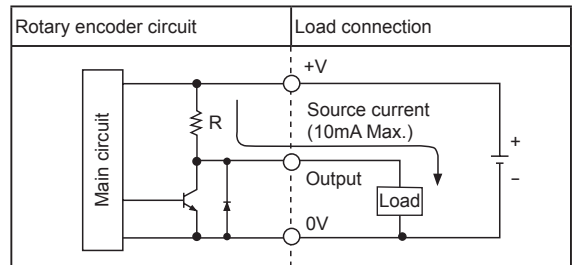 Rotary encoder circuit
Load connection
Main circuit
R
+V
Source current
(10mA Max.)
Output
Load
0V
+
−